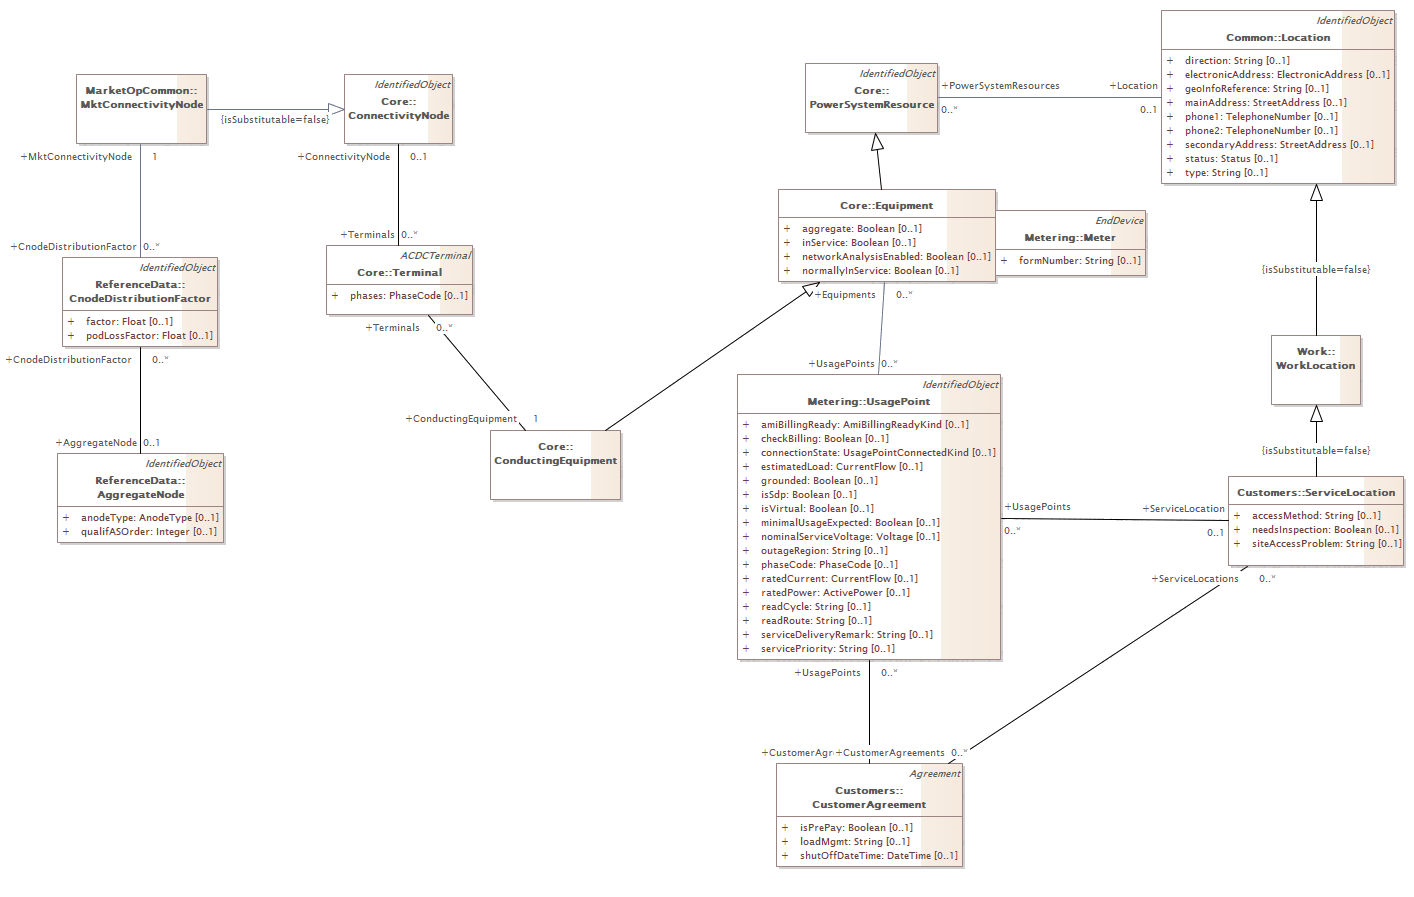 IdentifiedObject
Common::Location
+ direction: String [0..1]
+ electronicAddress: ElectronicAddress [0..1]
+ geoInfoReference: String [0..1]
+ mainAddress: StreetAddress [0..1]
+ phone1: TelephoneNumber [0..1]
+ phone2: TelephoneNumber [0..1]
+ secondaryAddress: StreetAddress [0..1]
+ status: Status [0..1]
+ type: String [0..1]
IdentifiedObject
Core::
PowerSystemResource
+PowerSystemResources
0..*
+Location
0..1
MarketOpCommon::
MktConnectivityNode
{isSubstitutable=false}
IdentifiedObject
Core::
ConnectivityNode
+MktConnectivityNode 1
+ConnectivityNode 0..1
+CnodeDistributionFactor 0..*
+Terminals 0..*
IdentifiedObject
ReferenceData::
CnodeDistributionFactor
+ factor: Float [0..1]
+ podLossFactor: Float [0..1]
ACDCTerminal
Core::Terminal
+ phases: PhaseCode [0..1]
+Terminals 0..*
+CnodeDistributionFactor 0..*
+AggregateNode 0..1
IdentifiedObject
ReferenceData::
AggregateNode
+ anodeType: AnodeType [0..1]
+ qualifASOrder: Integer [0..1]
+ConductingEquipment 1
Core::
ConductingEquipment
Core::Equipment
+ aggregate: Boolean [0..1]
+ inService: Boolean [0..1]
+ networkAnalysisEnabled: Boolean [0..1]
+ normallyInService: Boolean [0..1]
EndDevice
Metering::Meter
+ formNumber: String [0..1]
+Equipments 0..*
+UsagePoints 0..*
IdentifiedObject
Metering::UsagePoint
+ amiBillingReady: AmiBillingReadyKind [0..1]
+ checkBilling: Boolean [0..1]
+ connectionState: UsagePointConnectedKind [0..1]
+ estimatedLoad: CurrentFlow [0..1]
+ grounded: Boolean [0..1]
+ isSdp: Boolean [0..1]
+ isVirtual: Boolean [0..1]
+ minimalUsageExpected: Boolean [0..1]
+ nominalServiceVoltage: Voltage [0..1]
+ outageRegion: String [0..1]
+ phaseCode: PhaseCode [0..1]
+ ratedCurrent: CurrentFlow [0..1]
+ ratedPower: ActivePower [0..1]
+ readCycle: String [0..1]
+ readRoute: String [0..1]
+ serviceDeliveryRemark: String [0..1]
+ servicePriority: String [0..1]
{isSubstitutable=false}
Work::
WorkLocation
{isSubstitutable=false}
Customers::ServiceLocation
+ accessMethod: String [0..1]
+ needsInspection: Boolean [0..1]
+ siteAccessProblem: String [0..1]
+UsagePoints
0..*
+ServiceLocation
0..1
+ServiceLocations 0..*
+UsagePoints 0..*
+CustomerAgr
+CustomerAgreements 0..*
Agreement
Customers::
CustomerAgreement
+ isPrePay: Boolean [0..1]
+ loadMgmt: String [0..1]
+ shutOffDateTime: DateTime [0..1]